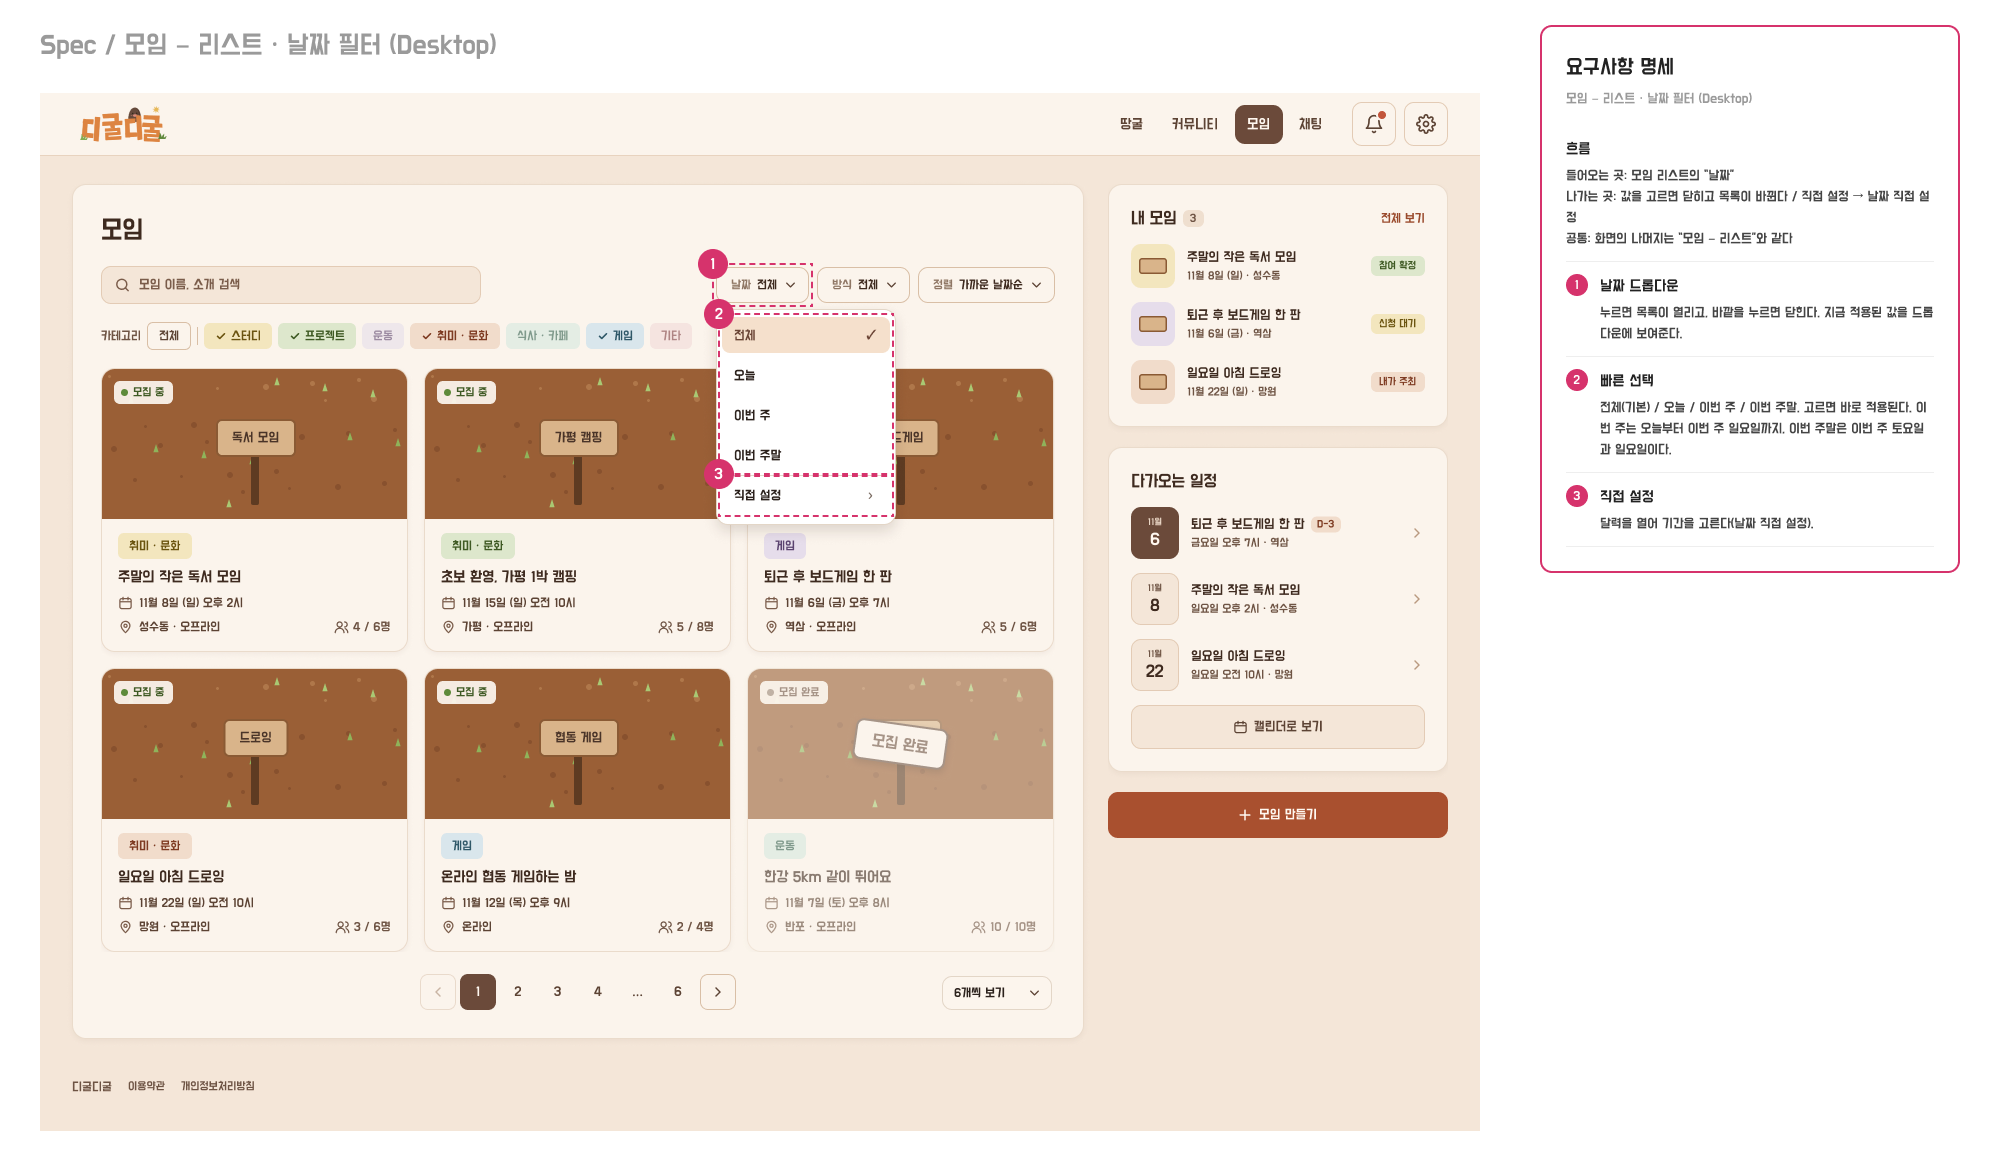 Spec / 모임 – 리스트 · 날짜 필터 (Desktop)
디굴디굴
땅굴
커뮤니티
모임
채팅
모임
모임 이름, 소개 검색
1
날짜 전체
방식 전체
정렬 가까운 날짜순
카테고리
전체
스터디
프로젝트
운동
취미 · 문화
식사 · 카페
게임
기타
2
전체 ✓
오늘
이번 주
이번 주말
3
직접 설정
모집 중
독서 모임
취미 · 문화
주말의 작은 독서 모임
11월 8일 (일) 오후 2시
성수동 · 오프라인
4 / 6명
모집 중
가평 캠핑
취미 · 문화
초보 환영, 가평 1박 캠핑
11월 15일 (일) 오전 10시
가평 · 오프라인
5 / 8명
드게임
게임
퇴근 후 보드게임 한 판
11월 6일 (금) 오후 7시
역삼 · 오프라인
5 / 6명
모집 중
드로잉
취미 · 문화
일요일 아침 드로잉
11월 22일 (일) 오전 10시
망원 · 오프라인
3 / 6명
모집 중
협동 게임
게임
온라인 협동 게임하는 밤
11월 12일 (목) 오후 9시
온라인
2 / 4명
모집 완료
모집 완료
운동
한강 5km 같이 뛰어요
11월 7일 (토) 오후 8시
반포 · 오프라인
10 / 10명
1
2
3
4
...
6
6개씩 보기
내 모임 3
전체 보기
주말의 작은 독서 모임
11월 8일 (일) · 성수동
참여 확정
퇴근 후 보드게임 한 판
11월 6일 (금) · 역삼
신청 대기
일요일 아침 드로잉
11월 22일 (일) · 망원
내가 주최
다가오는 일정
11월
6
퇴근 후 보드게임 한 판 D-3
금요일 오후 7시 · 역삼
11월
8
주말의 작은 독서 모임
일요일 오후 2시 · 성수동
11월
22
일요일 아침 드로잉
일요일 오전 10시 · 망원
캘린더로 보기
모임 만들기
디굴디굴
이용약관
개인정보처리방침
요구사항 명세
모임 – 리스트 · 날짜 필터 (Desktop)
흐름
들어오는 곳: 모임 리스트의 "날짜"
나가는 곳: 값을 고르면 닫히고 목록이 바뀐다 / 직접 설정 → 날짜 직접 설
정
공통: 화면의 나머지는 "모임 – 리스트"와 같다
1 날짜 드롭다운
누르면 목록이 열리고, 바깥을 누르면 닫힌다. 지금 적용된 값을 드롭
다운에 보여준다.
2 빠른 선택
전체(기본) / 오늘 / 이번 주 / 이번 주말. 고르면 바로 적용된다. 이
번 주는 오늘부터 이번 주 일요일까지, 이번 주말은 이번 주 토요일
과 일요일이다.
3 직접 설정
달력을 열어 기간을 고른다(날짜 직접 설정).